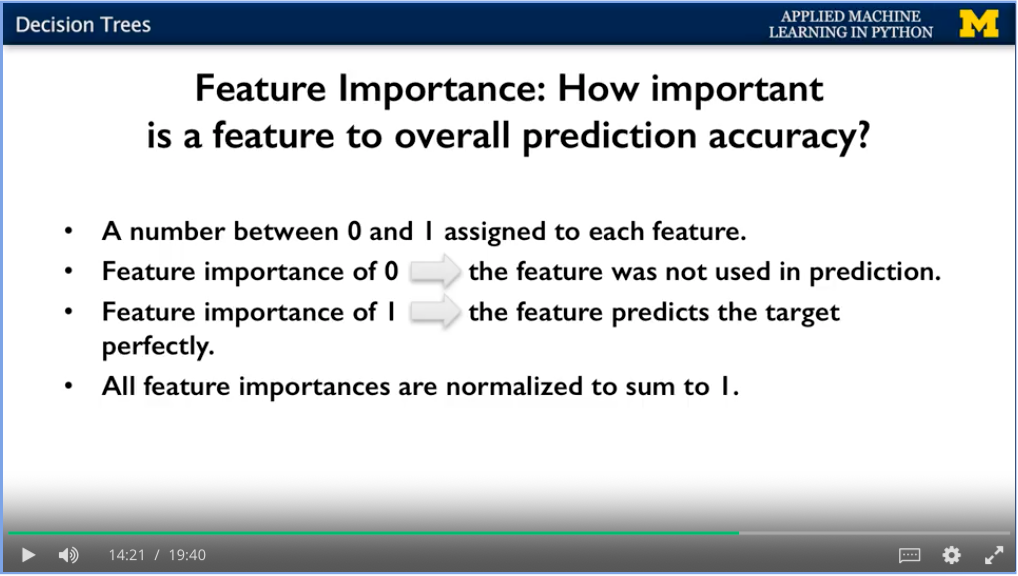 Decision Trees
APPLIED MACHINE
LEARNING IN PYTHON
M
Feature Importance: How important
is a feature to overall prediction accuracy?
• A number between 0 and 1 assigned to each feature.
• Feature importance of 0 the feature was not used in prediction.
• Feature importance of 1 the feature predicts the target
perfectly.
• All feature importances are normalized to sum to 1.
14:21 / 19:40